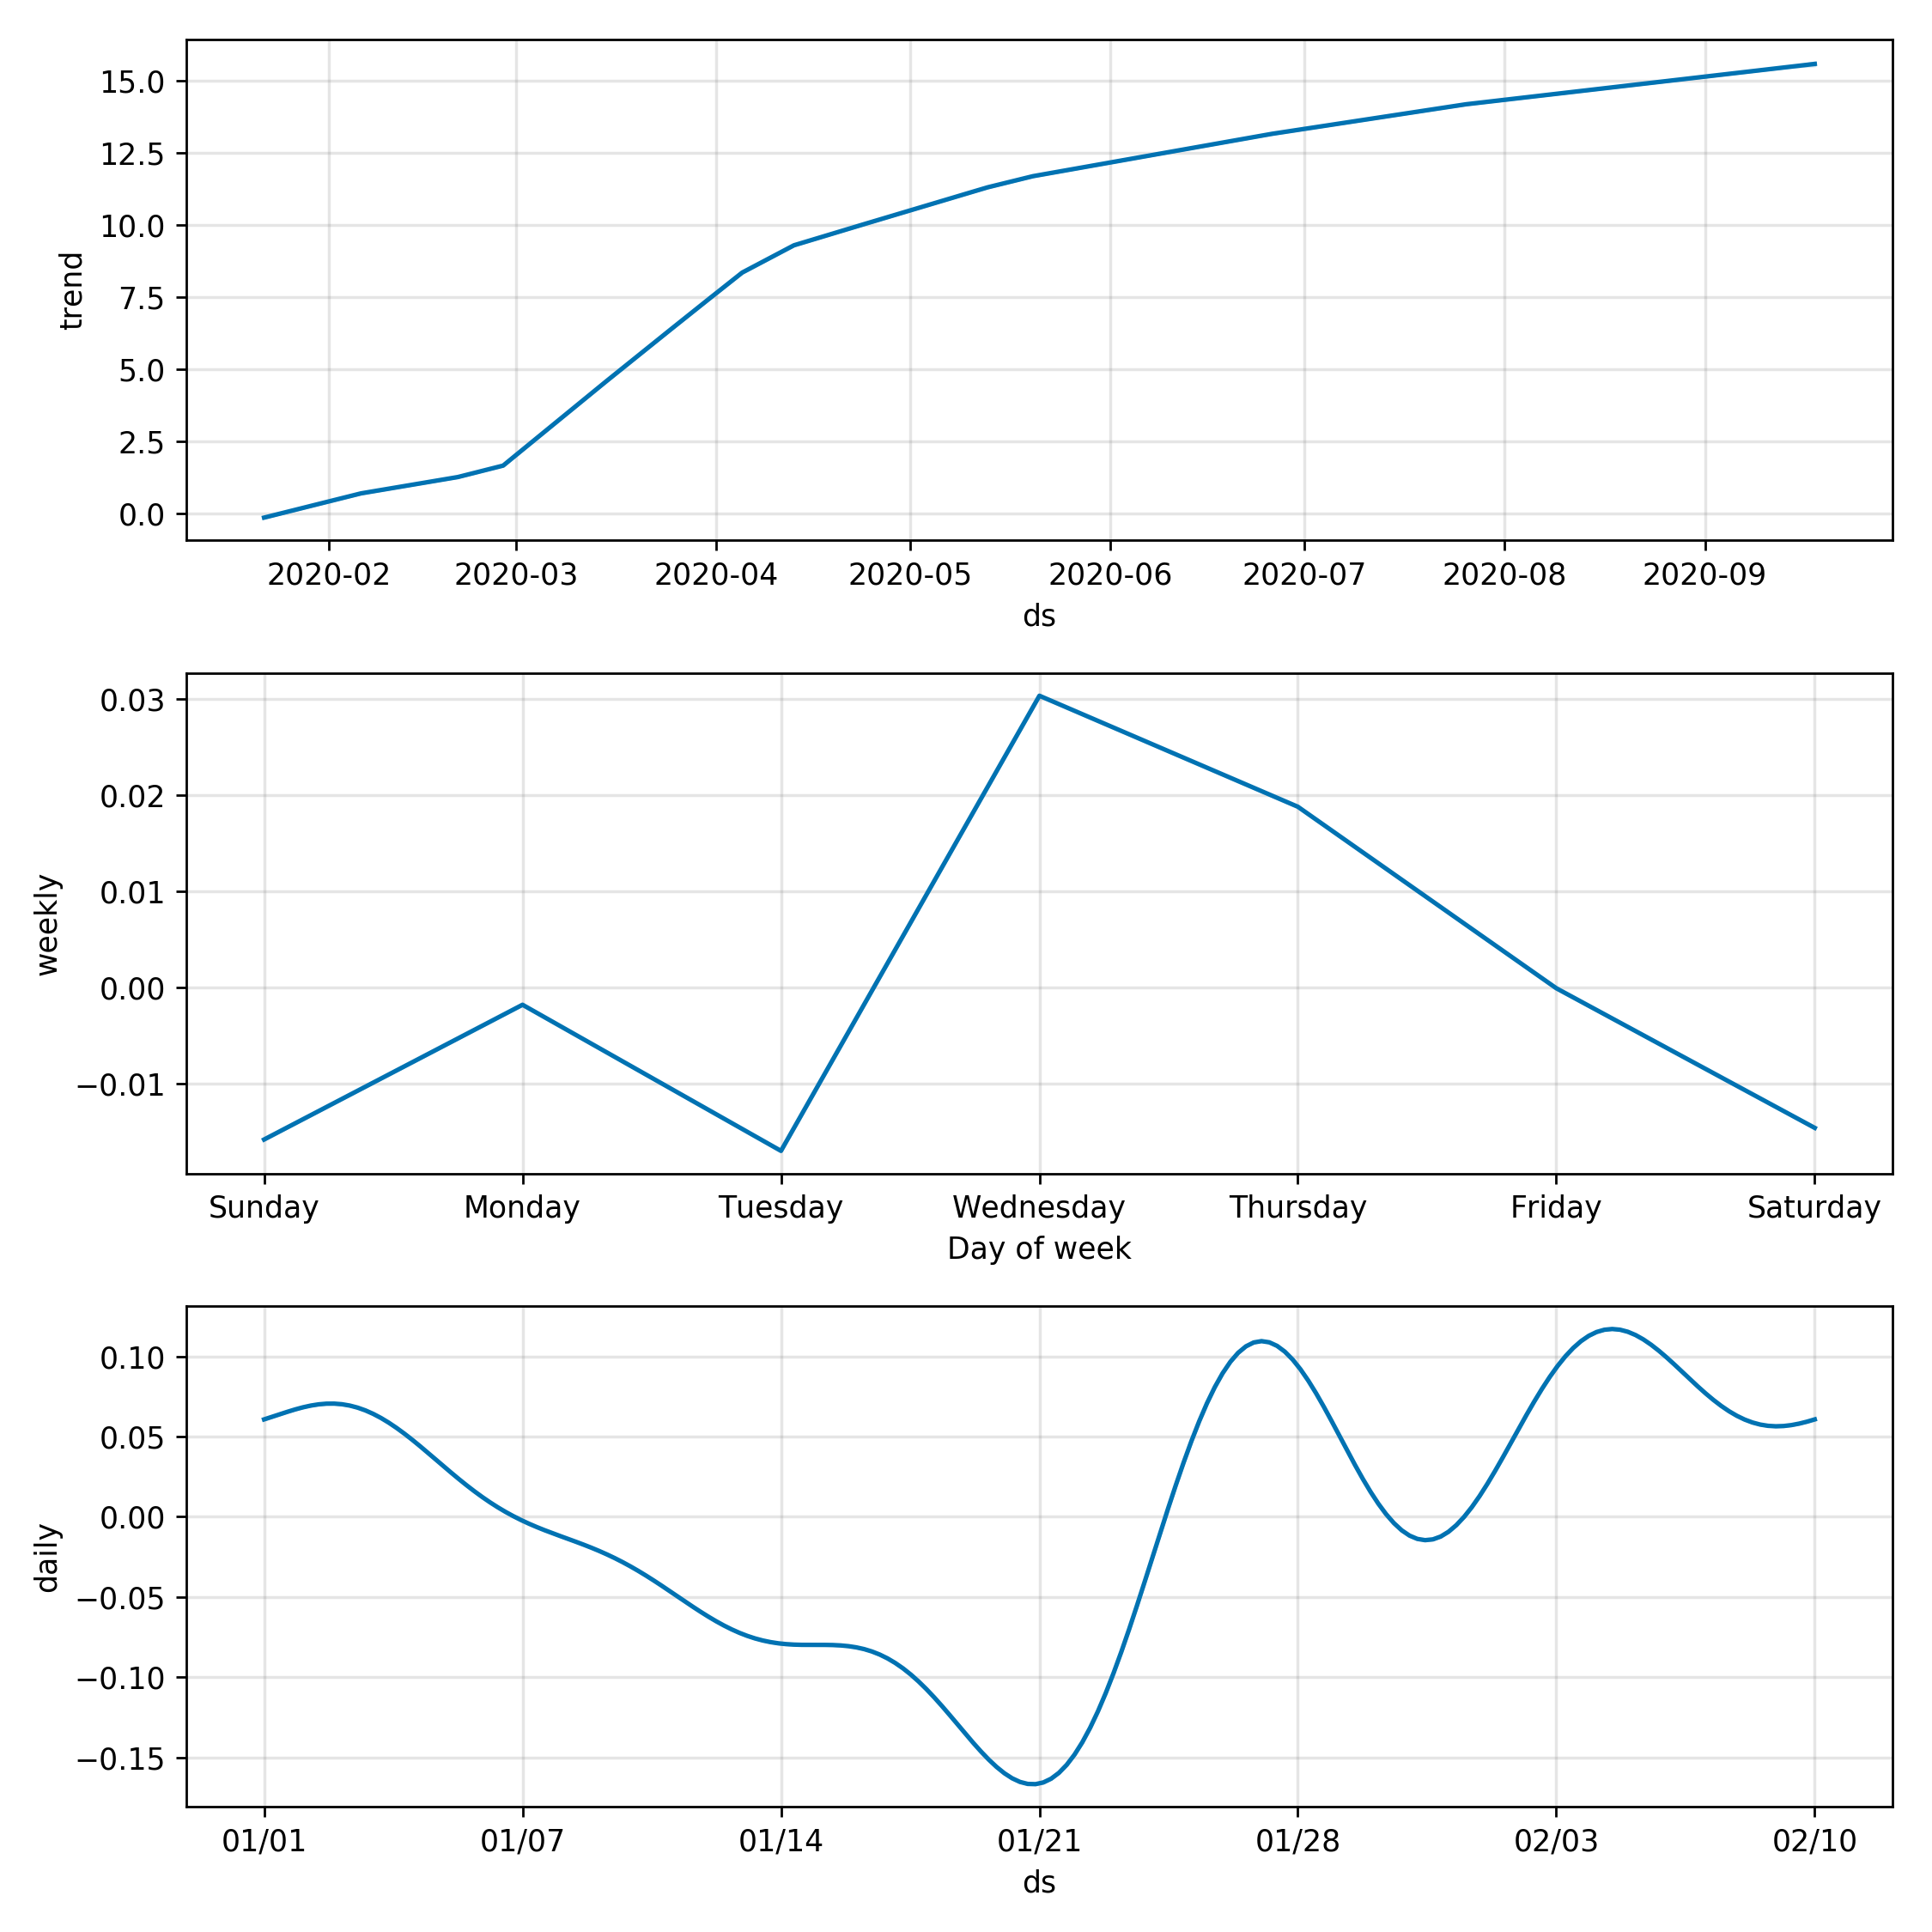 trend
15.0
12.5
10.0
7.5
5.0
2.5
0.0
2020-02 2020-03 2020-04 2020-05 2020-06 2020-07 2020-08 2020-09
ds
weekly
0.03
0.02
0.01
0.00
−0.01
Sunday Monday Tuesday Wednesday Thursday Friday Saturday
Day of week
daily
0.10
0.05
0.00
−0.05
−0.10
−0.15
01/01 01/07 01/14 01/21 01/28 02/03 02/10
ds